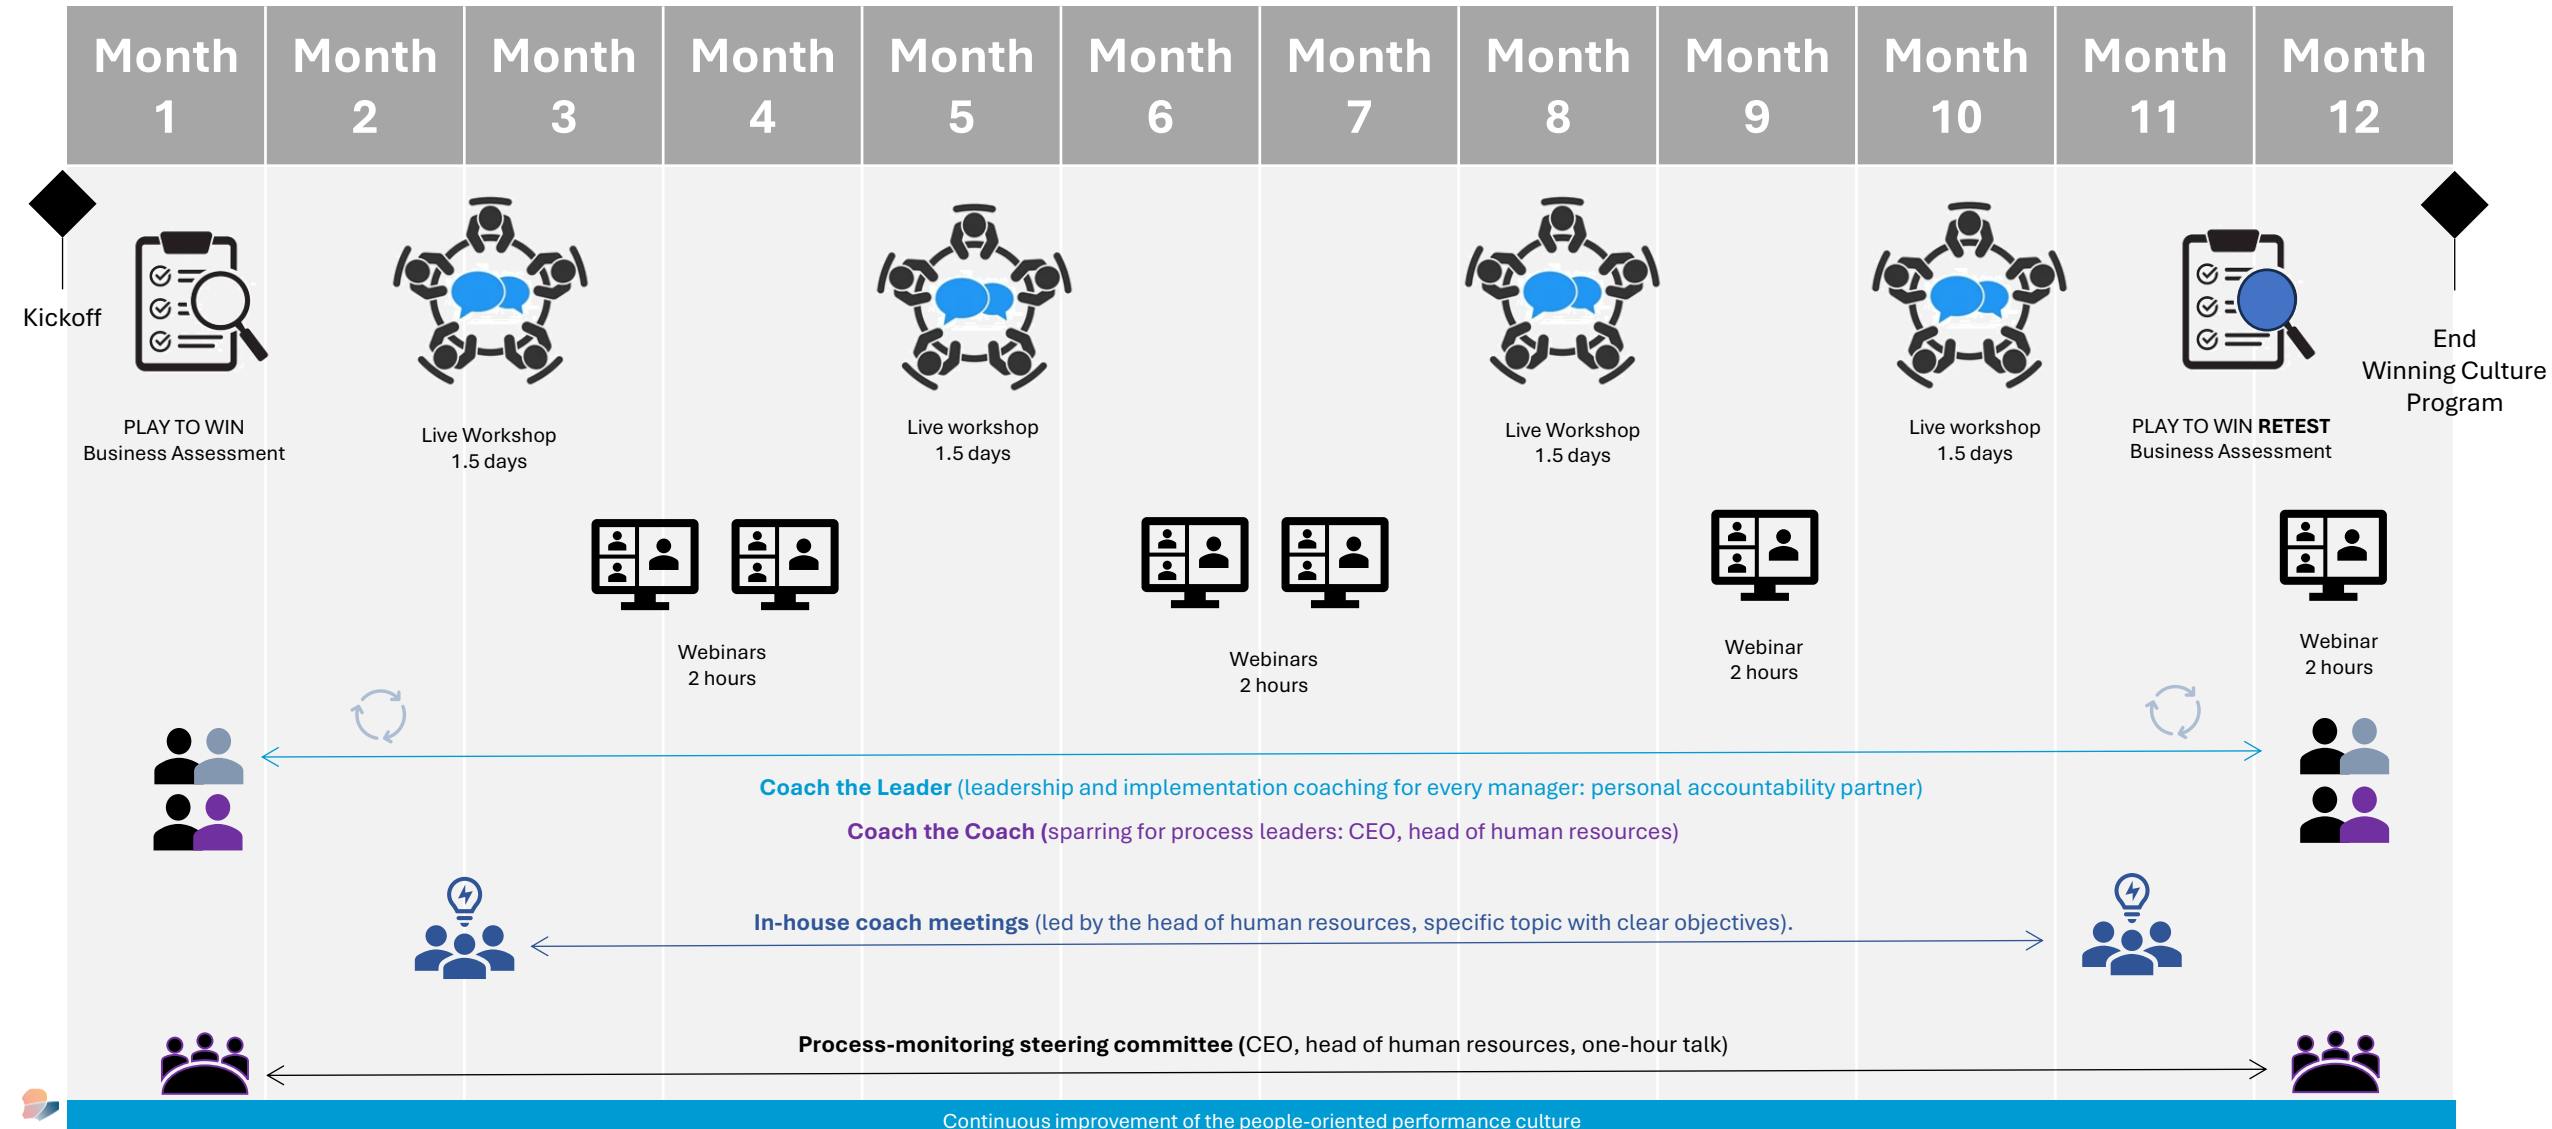 Month 1
Month 2
Month 3
Month 4
Month 5
Month 6
Month 7
Month 8
Month 9
Month 10
Month 11
Month 12
Kickoff
End
Winning Culture
Program
PLAY TO WIN
Business Assessment
Live Workshop
1.5 days
Live workshop
1.5 days
Live Workshop
1.5 days
Live workshop
1.5 days
PLAY TO WIN RETEST
Business Assessment
Webinars
2 hours
Webinars
2 hours
Webinar
2 hours
Webinar
2 hours
Coach the Leader (leadership and implementation coaching for every manager: personal accountability partner)
Coach the Coach (sparring for process leaders: CEO, head of human resources)
In-house coach meetings (led by the head of human resources, specific topic with clear objectives).
Process-monitoring steering committee (CEO, head of human resources, one-hour talk)
Continuous improvement of the people-oriented performance culture